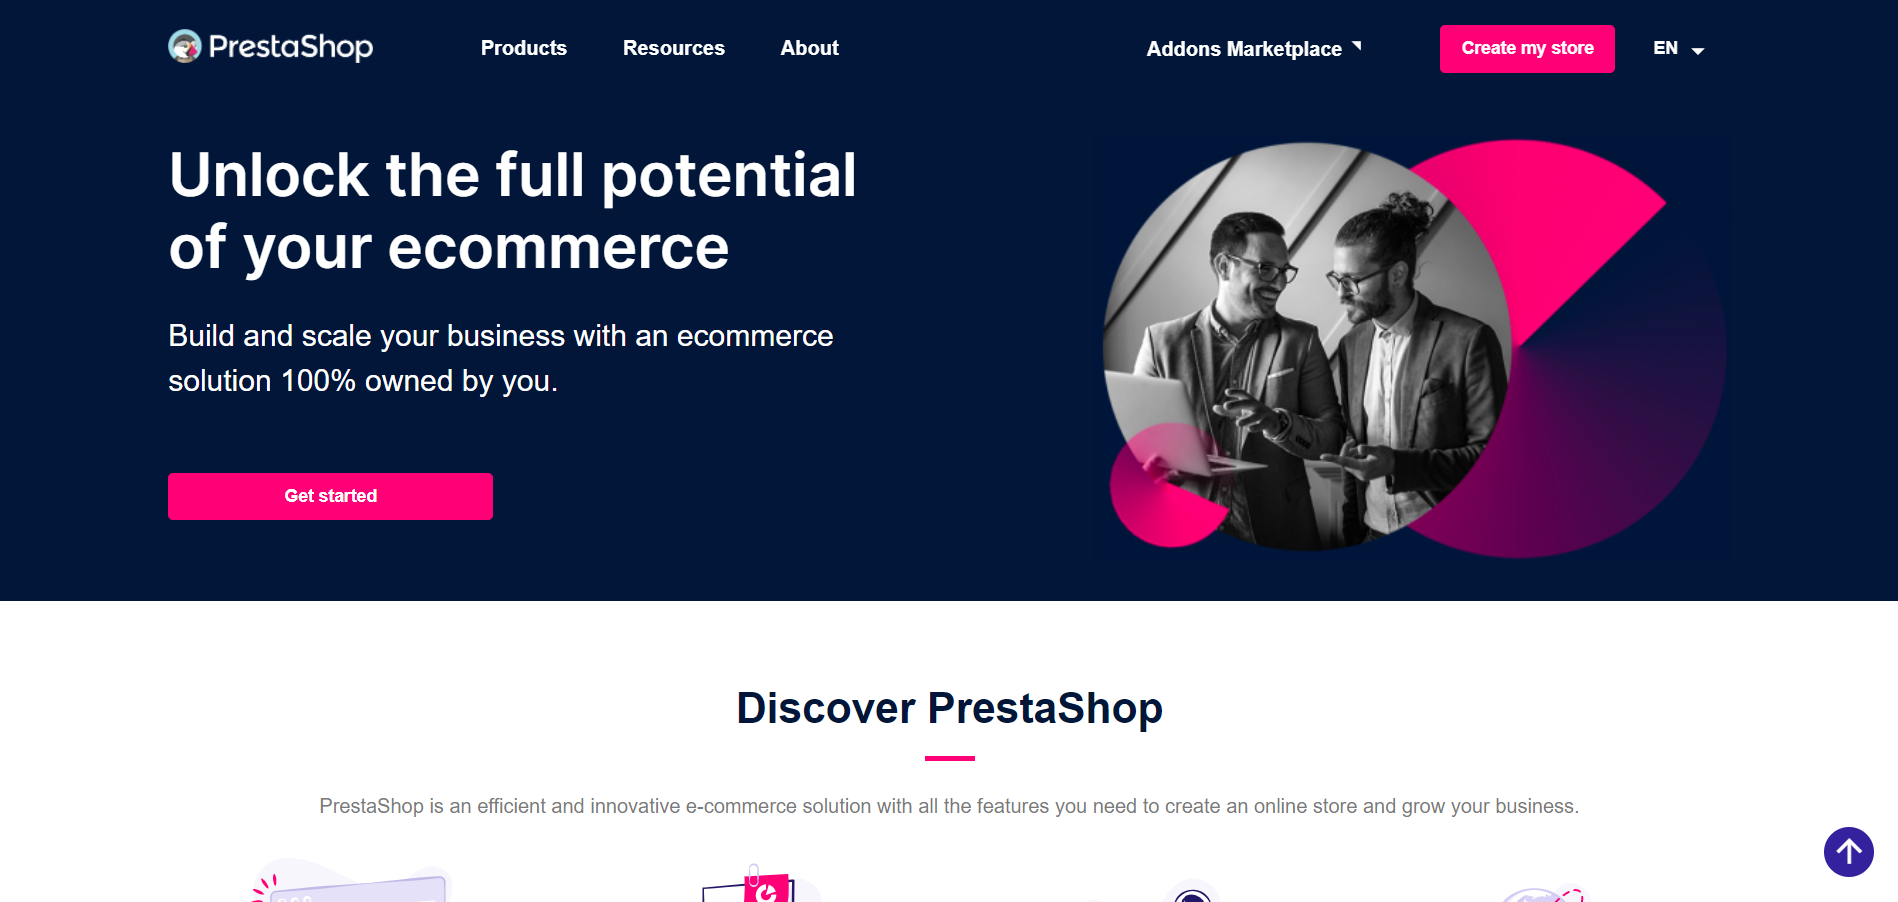 PrestaShop
Products
Resources
About
Addons Marketplace
Create my store
EN
Unlock the full potential
of your ecommerce
Build and scale your business with an ecommerce
solution 100% owned by you.
Get started
Discover PrestaShop
PrestaShop is an efficient and innovative e-commerce solution with all the features you need to create an online store and grow your business.